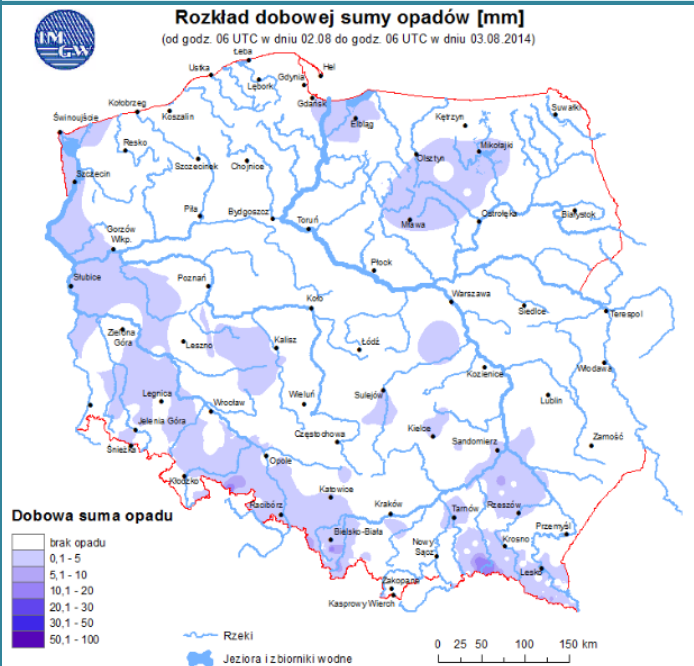 Rozkład dobowej sumy opadów [mm]
(od godz. 06 UTC w dniu 02.08 do godz. 06 UTC w dniu 03.08.2014)
IMGW
Łeba
Ustka
Hel
Gdynia
Lębork
Gdańsk
Kołobrzeg
Koszalin
Suwałki
Świnoujście
Elbląg
Kętrzyn
Resko
Mikołajki
Szczecinek
Chojnice
Olsztyn
Szczecin
Piła
Bydgoszcz
Toruń
Mława
Ostrołęka
Białystok
Gorzów
Wlkp.
Płock
Słubice
Poznań
Koło
Warszawa
Siedlce
Terespol
Zielona
Góra
Leszno
Kalisz
Łódź
Kozienice
Włodawa
Legnica
Wrocław
Wieluń
Sulejów
Lublin
Jelenia Góra
Śnieżka
Częstochowa
Kielce
Sandomierz
Zamość
Opole
Kłodzko
Katowice
Racibórz
Kraków
Tarnów
Rzeszów
Bielsko-Biała
Przemyśl
Nowy
Sącz
Krosno
Lesko
Zakopane
Kasprowy Wierch
Dobowa suma opadu
brak opadu
0,1 - 5
5,1 - 10
10,1 - 20
20,1 - 30
30,1 - 50
50,1 - 100
Rzeki
Jeziora i zbiorniki wodne
0 25 50 100 150 km